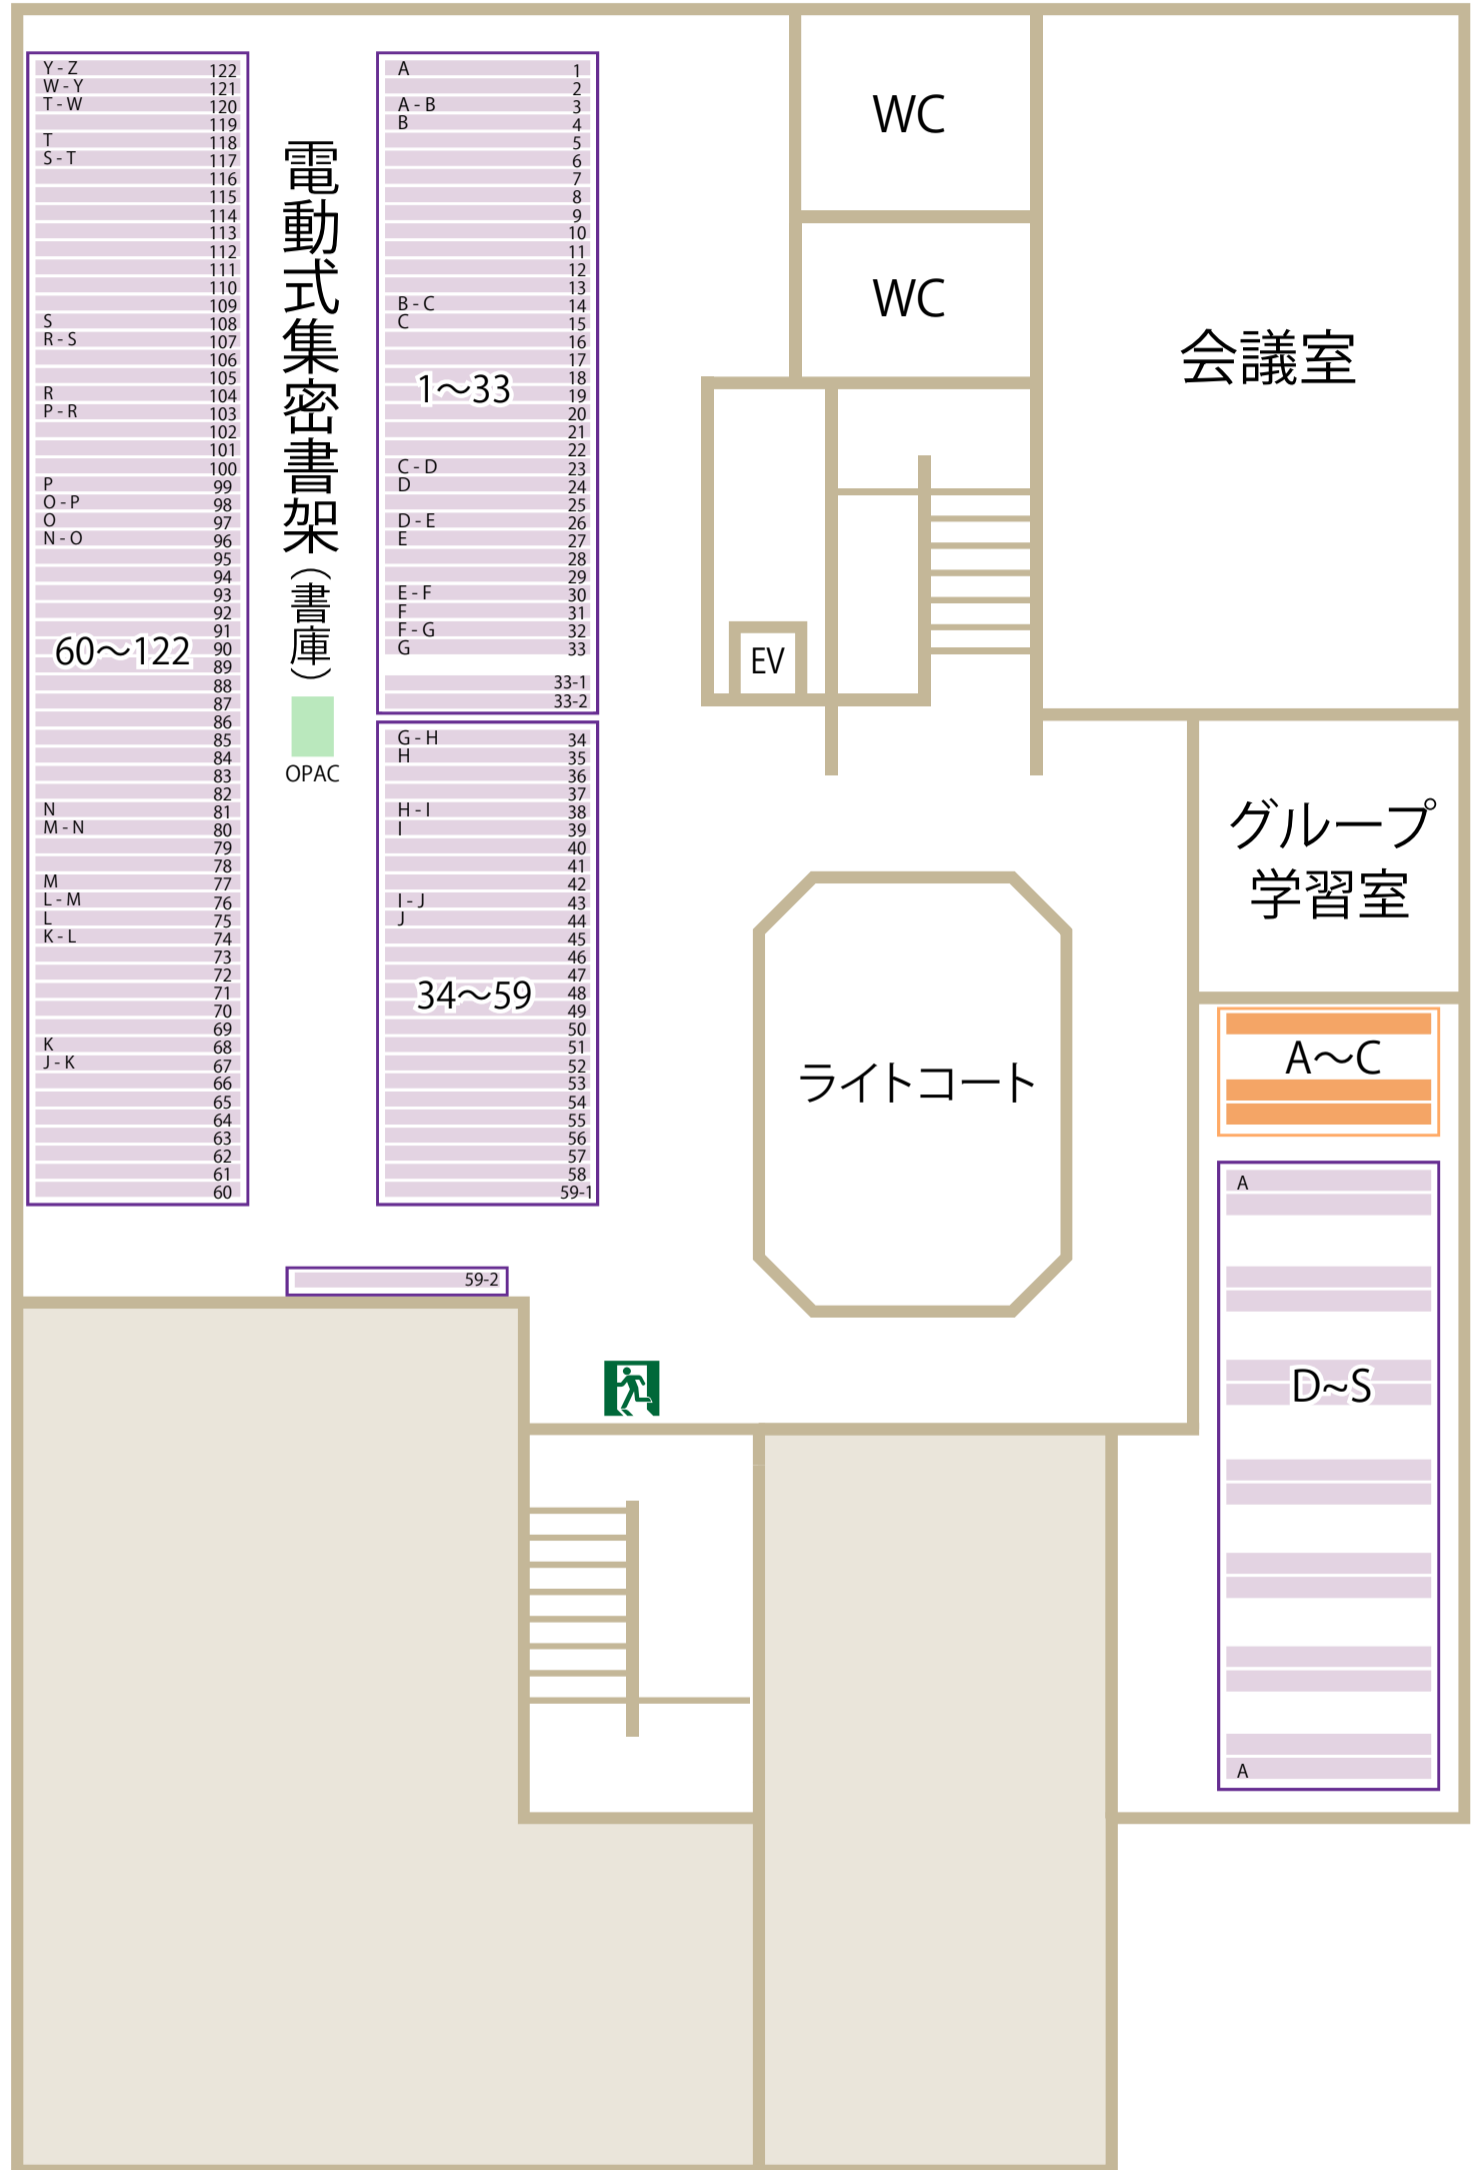 Y - Z 122
W - Y 121
T - W 120
119
T 118
S - T 117
116
115
114
113
112
111
110
109
S 108
R - S 107
106
105
R 104
P - R 103
102
101
100
P 99
O - P 98
O 97
N - O 96
95
94
93
92
91
90
89
88
87
86
85
84
83
82
N 81
M - N 80
79
78
M 77
L - M 76
L 75
K - L 74
73
72
71
70
69
K 68
J - K 67
66
65
64
63
62
61
60
60～122
電動式集密書架（書庫）
OPAC
A 1
2
A - B 3
B 4
5
6
7
8
9
10
11
12
13
B - C 14
C 15
16
17
18
19
20
21
22
C - D 23
D 24
25
D - E 26
E 27
28
29
E - F 30
F 31
F - G 32
G 33
33-1
33-2
1～33
G - H 34
H 35
36
37
H - I 38
I 39
40
41
42
I - J 43
J 44
45
46
47
48
49
50
51
52
53
54
55
56
57
58
59-1
34～59
59-2
WC
WC
EV
会議室
グループ
学習室
ライトコート
A～C
A
D~S
A